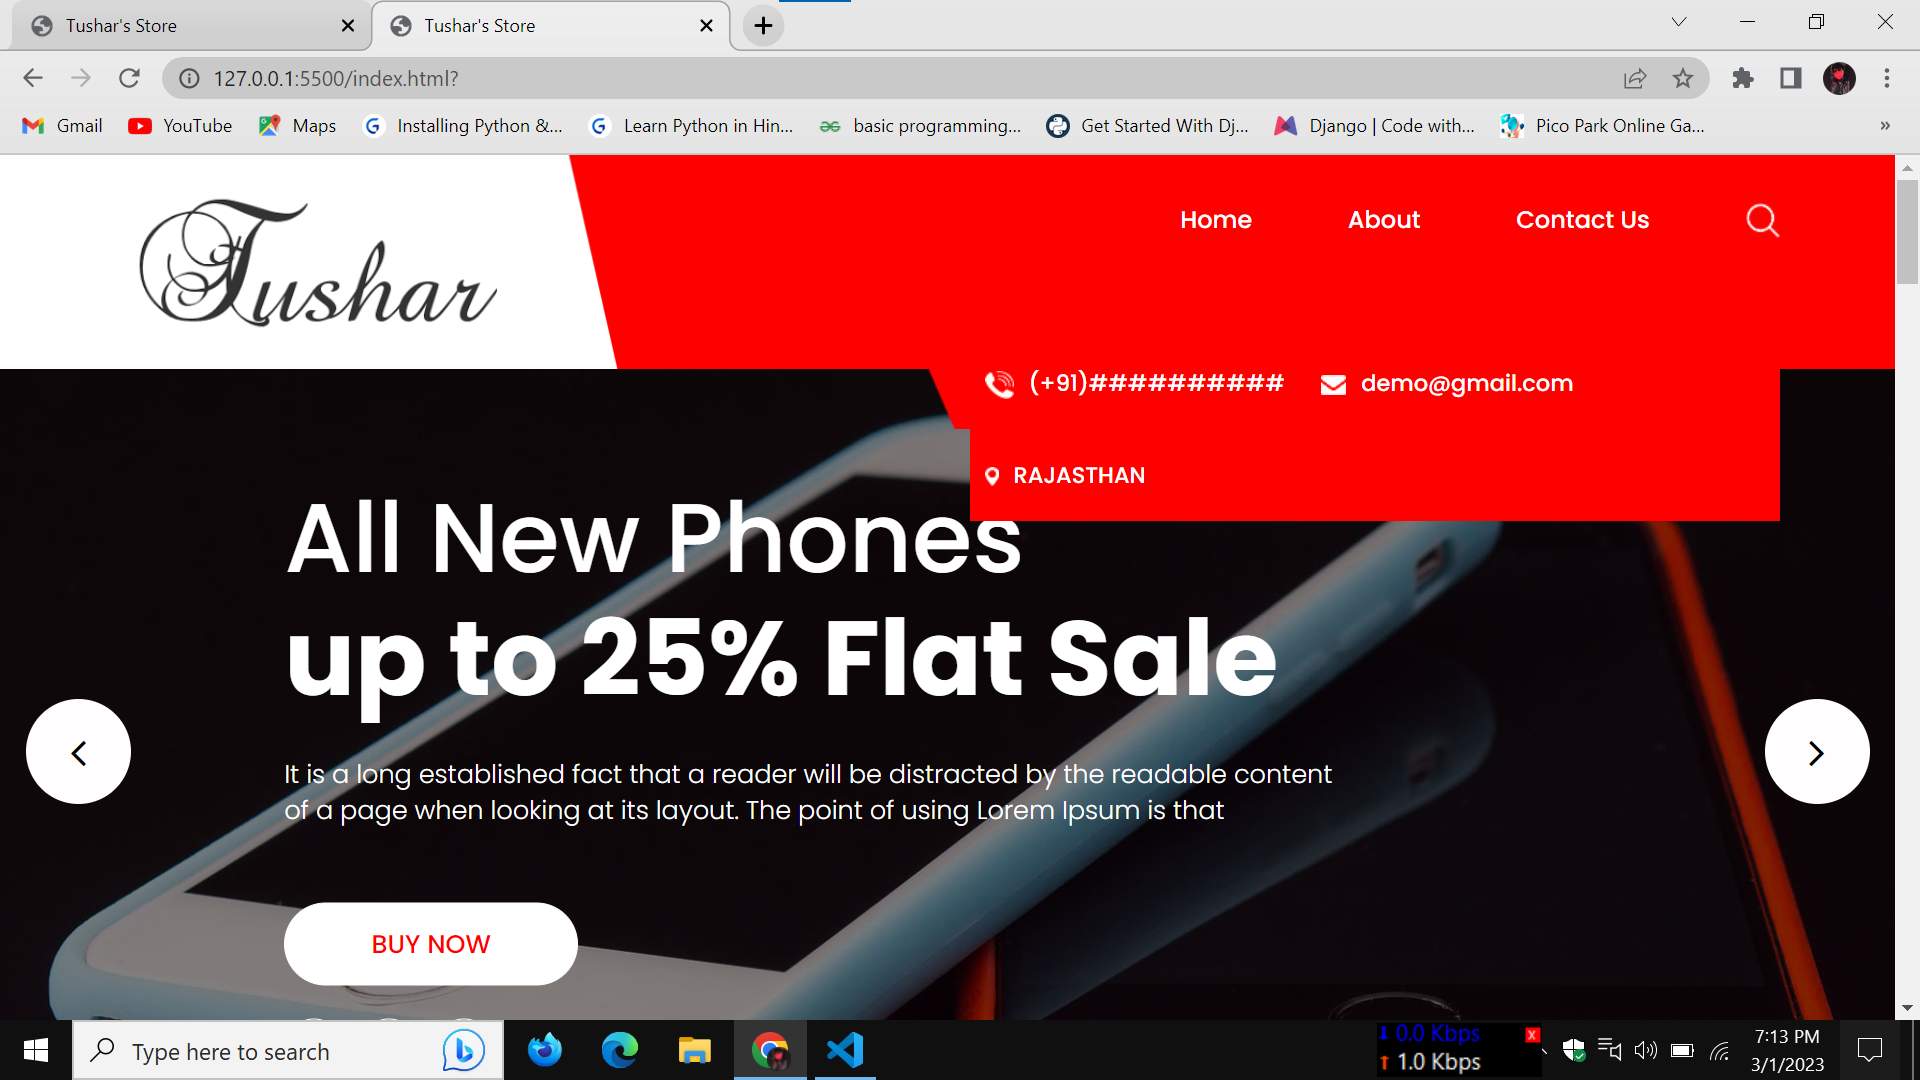 Tushar's Store
Tushar's Store
127.0.0.1:5500/index.html?
Gmail
YouTube
Maps
Installing Python &...
Learn Python in Hin...
basic programming...
Get Started With Dj...
Django | Code with...
Pico Park Online Ga...
»
Tushar
Home
About
Contact Us
(+91)##########
demo@gmail.com
RAJASTHAN
All New Phones
up to 25% Flat Sale
It is a long established fact that a reader will be distracted by the readable content
of a page when looking at its layout. The point of using Lorem Ipsum is that
BUY NOW
Type here to search
0.0 Kbps
1.0 Kbps
7:13 PM
3/1/2023